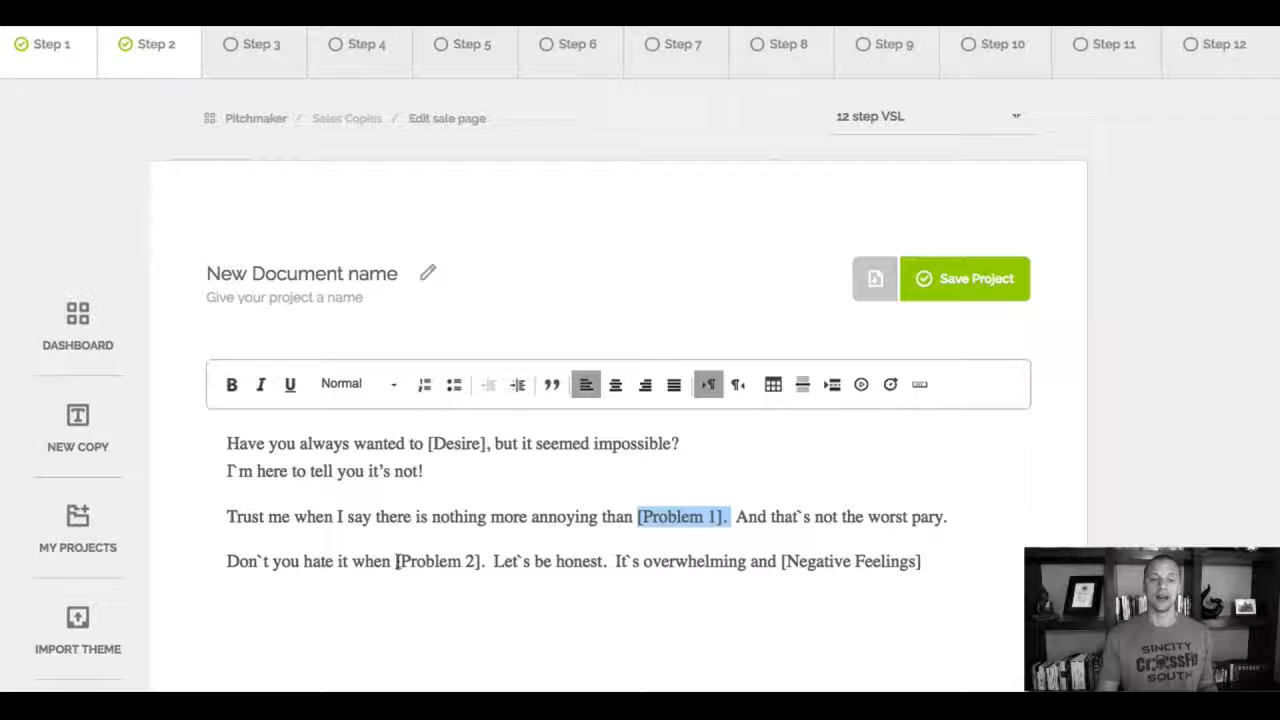 Step 1 Step 2 Step 3 Step 4 Step 5 Step 6 Step 7 Step 8 Step 9 Step 10 Step 11 Step 12
Pitchmaker / Sales Copies / Edit sale page
12 step VSL
New Document name
Give your project a name
Save Project
DASHBOARD
NEW COPY
MY PROJECTS
IMPORT THEME
B I U Normal
Have you always wanted to [Desire], but it seemed impossible?
I`m here to tell you it's not!
Trust me when I say there is nothing more annoying than [Problem 1]. And that`s not the worst pary.
Don`t you hate it when [Problem 2]. Let`s be honest. It`s overwhelming and [Negative Feelings]
SINCITY
CrossFit
SOUTH